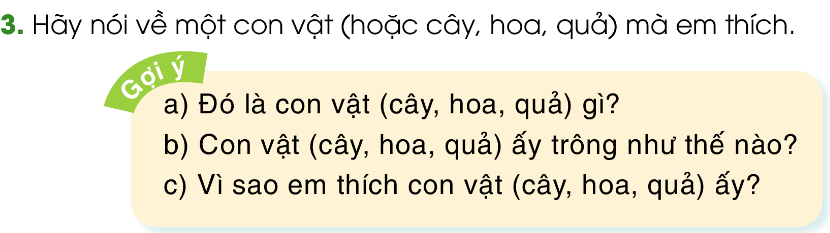 3. Hãy nói về một con vật (hoặc cây, hoa, quả) mà em thích.
Gợi ý
a) Đó là con vật (cây, hoa, quả) gì?
b) Con vật (cây, hoa, quả) ấy trông như thế nào?
c) Vì sao em thích con vật (cây, hoa, quả) ấy?